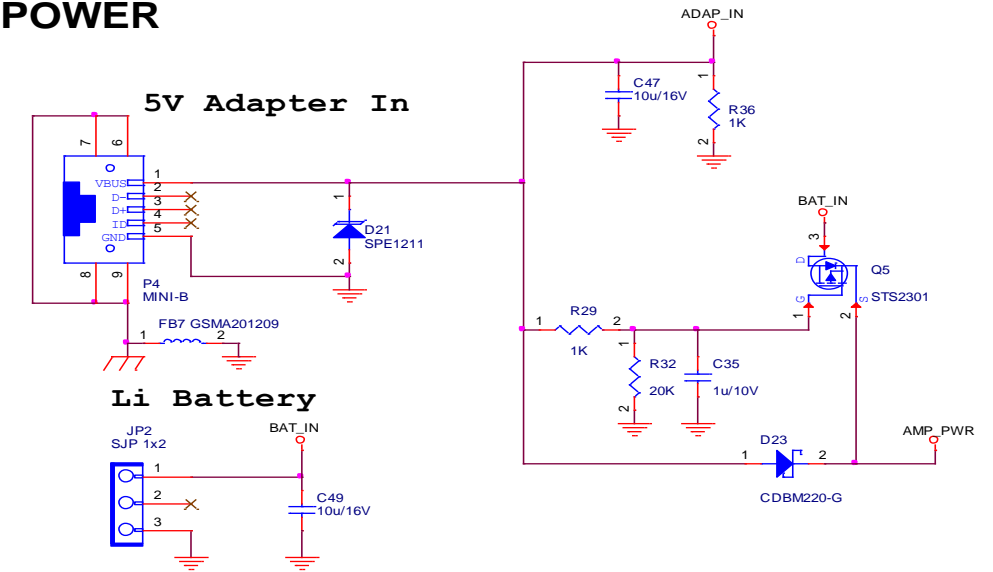 POWER
ADAP_IN
C47
10u/16V
1
R36
1K
2
5V Adapter In
7
6
VBUS
1
D-
2
D+
3
ID
4
GND
5
8
9
P4
MINI-B
1
D21
SPE1211
2
FB7 GSMA201209
1
2
BAT_IN
3
D
G
S
1
2
Q5
STS2301
R29
1
2
1K
1
R32
20K
2
C35
1u/10V
D23
1
2
CDBM220-G
AMP_PWR
Li Battery
JP2
SJP 1x2
1
2
3
BAT_IN
C49
10u/16V